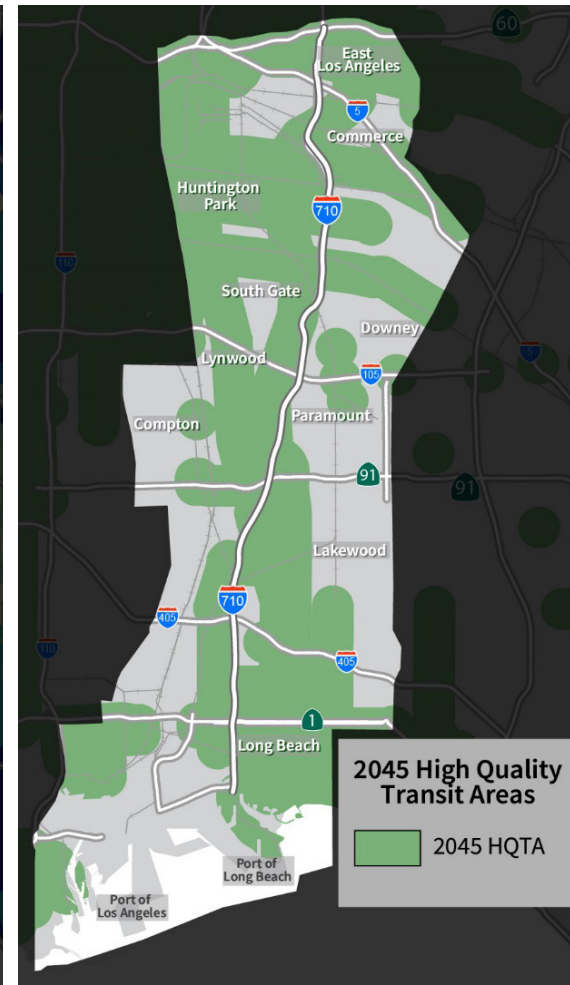 60
East
Los Angeles
5
Commerce
Huntington
Park
710
110
South Gate
Downey
5
Lynwood
105
Compton
Paramount
91
91
Lakewood
710
405
110
405
1
Long Beach
2045 High Quality
Transit Areas
2045 HQTA
Port of
Long Beach
Port of
Los Angeles